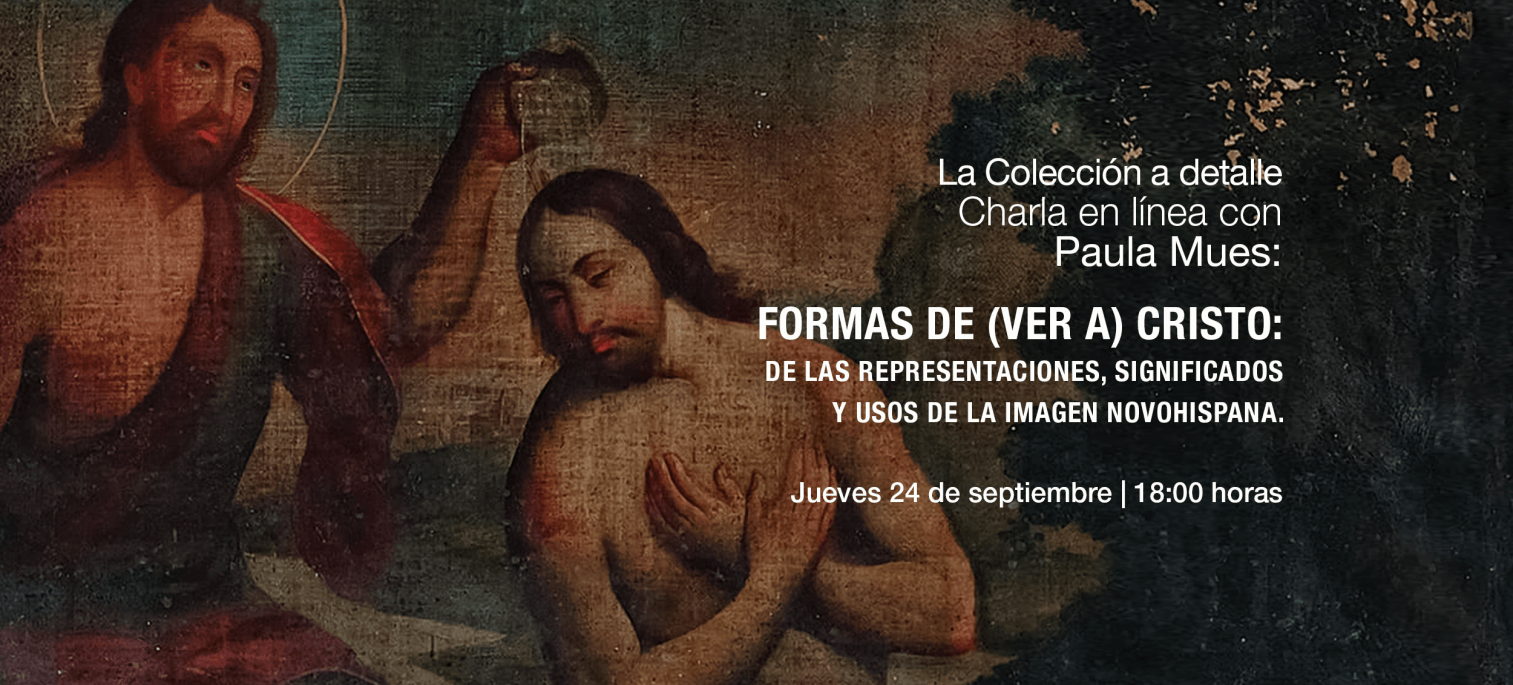 La Colección a detalle
Charla en línea con
Paula Mues:
FORMAS DE (VER A) CRISTO:
DE LAS REPRESENTACIONES, SIGNIFICADOS
Y USOS DE LA IMAGEN NOVOHISPANA.
Jueves 24 de septiembre | 18:00 horas